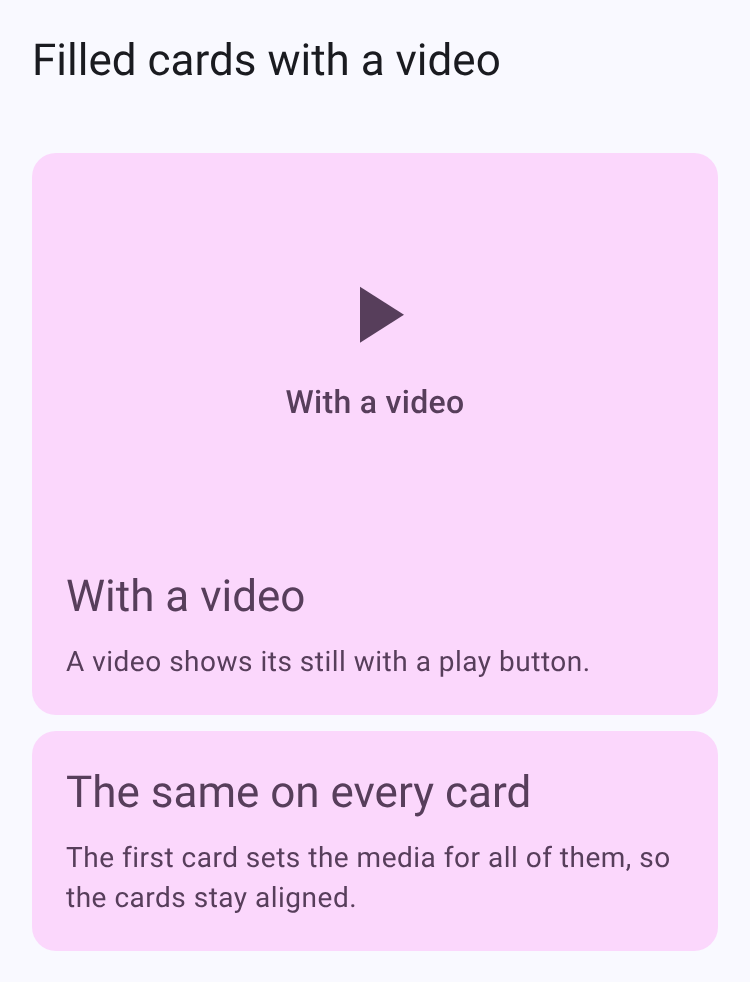 Filled cards with a video
With a video
With a video
A video shows its still with a play button.
The same on every card
The first card sets the media for all of them, so
the cards stay aligned.